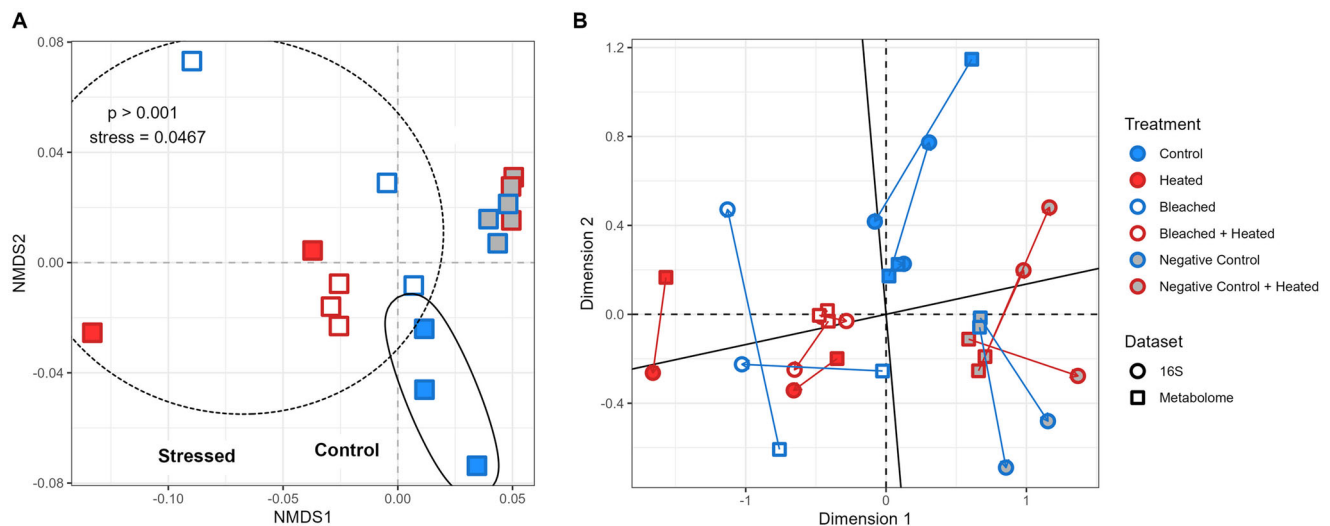 A
0.08
0.04
0.00
-0.04
-0.08
NMDS2
p > 0.001
stress = 0.0467
Stressed
Control
-0.10
-0.05
0.00
0.05
NMDS1
B
1.2
0.8
0.4
0.0
-0.4
Dimension 2
-1
0
1
Dimension 1
Treatment
Control
Heated
Bleached
Bleached + Heated
Negative Control
Negative Control + Heated
Dataset
16S
Metabolome